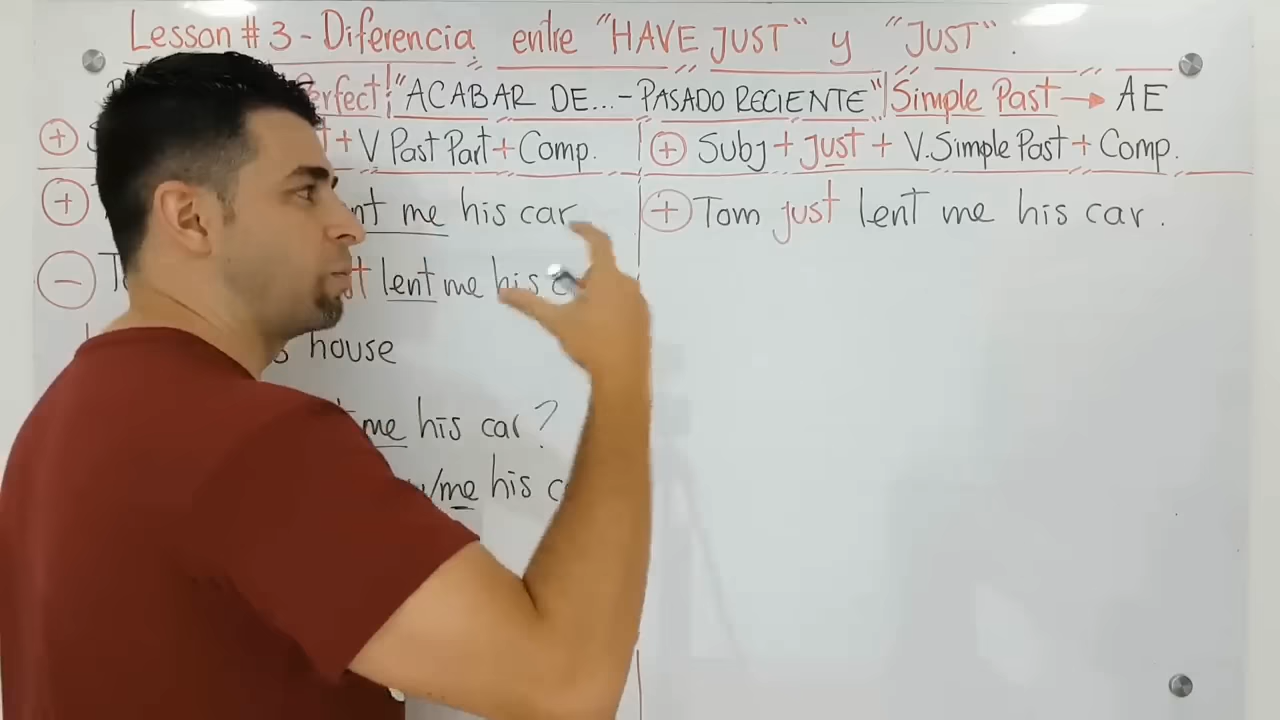 Lesson # 3 - Diferencia entre "HAVE JUST" y "JUST".
"ACABAR DE...-PASADO RECIENTE" Simple Past → AE
+ V Past Part + Comp.
+ Subj + just + V.Simple Past + Comp.
+
me his car
+ Tom just lent me his car.
-
lent me his
house
me his car?
me his